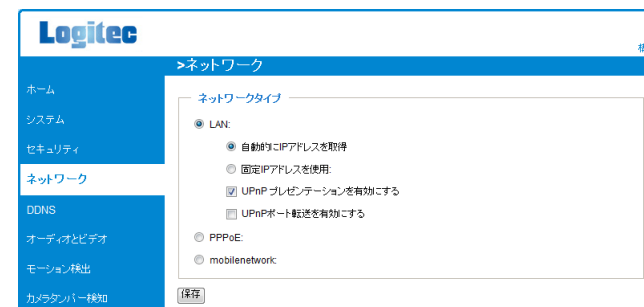 Logitec
>ネットワーク
ホーム
システム
セキュリティ
ネットワーク
DDNS
オーディオとビデオ
モーション検出
カメラタンパー検知
ネットワークタイプ
LAN:
自動的にIPアドレスを取得
固定IPアドレスを使用:
UPnP プレゼンテーションを有効にする
UPnPポート転送を有効にする
PPPoE:
mobilenetwork:
保存